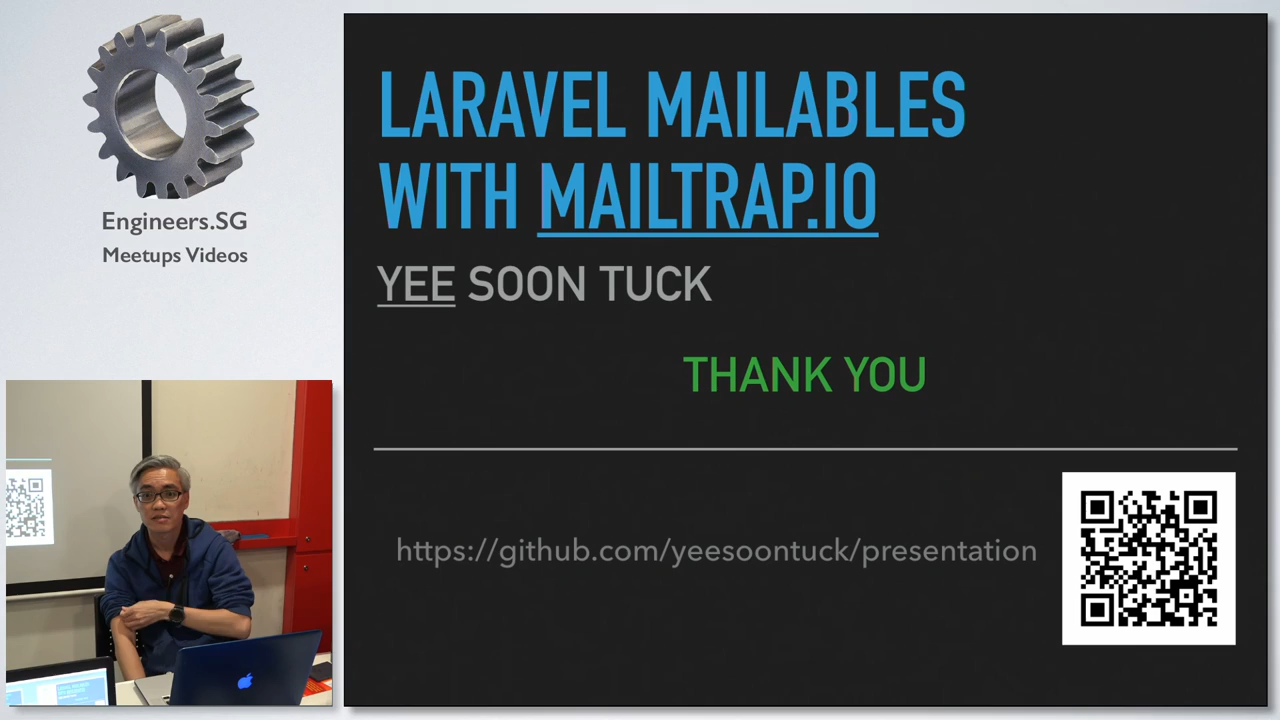 Engineers.SG
Meetups Videos
LARAVEL MAILABLES
WITH MAILTRAP.IO
YEE SOON TUCK
THANK YOU
https://github.com/yeesoontuck/presentation